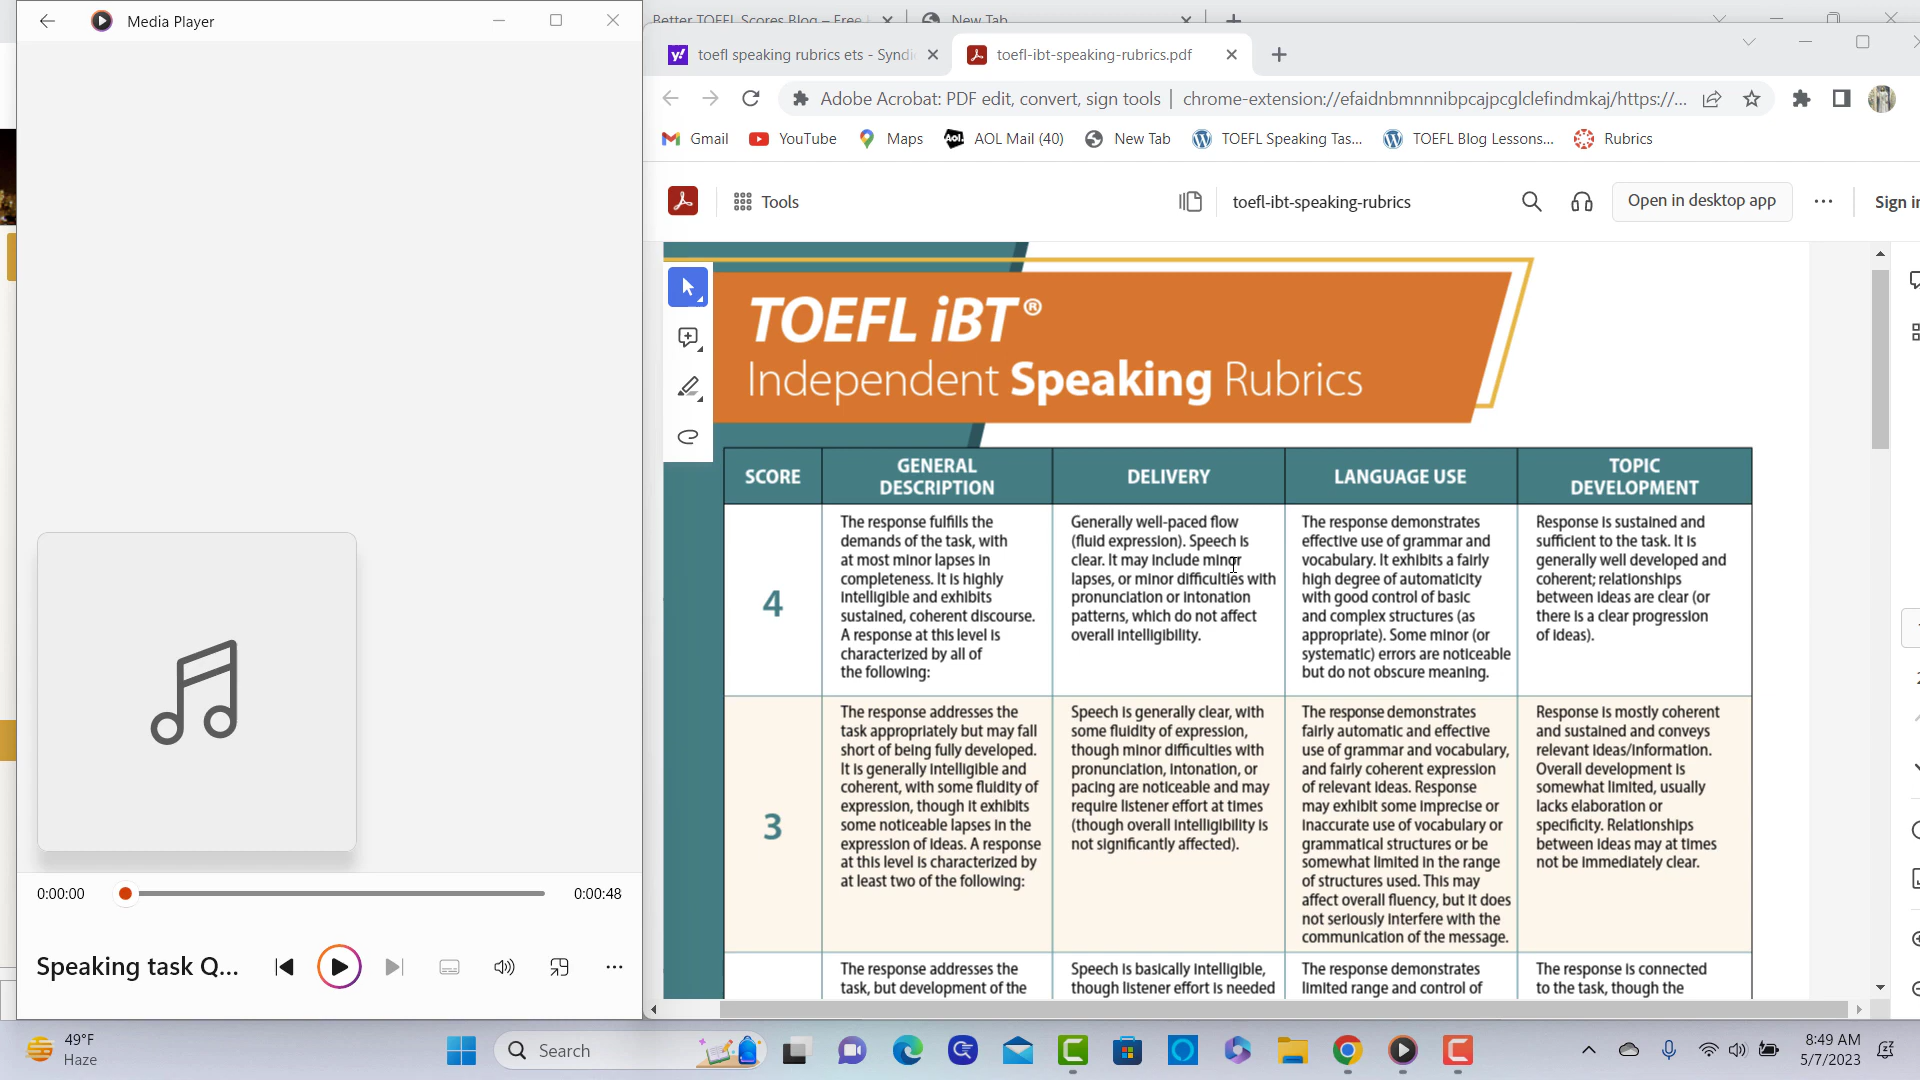 Media Player
Better TOEFL Scores Blog – Free
New Tab
toefl speaking rubrics ets - Syndi
toefl-ibt-speaking-rubrics.pdf
Adobe Acrobat: PDF edit, convert, sign tools
chrome-extension://efaidnbmnnnibpcajpcglclefindmkaj/https://...
Gmail
YouTube
Maps
AOL Mail (40)
New Tab
TOEFL Speaking Tas...
TOEFL Blog Lessons...
Rubrics
Tools
toefl-ibt-speaking-rubrics
Open in desktop app
Sign in
TOEFL iBT®
Independent Speaking Rubrics
SCORE
GENERAL
DESCRIPTION
DELIVERY
LANGUAGE USE
TOPIC
DEVELOPMENT
4
The response fulfills the
demands of the task, with
at most minor lapses in
completeness. It is highly
intelligible and exhibits
sustained, coherent discourse.
A response at this level is
characterized by all of
the following:
Generally well-paced flow
(fluid expression). Speech is
clear. It may include minor
lapses, or minor difficulties with
pronunciation or intonation
patterns, which do not affect
overall intelligibility.
The response demonstrates
effective use of grammar and
vocabulary. It exhibits a fairly
high degree of automaticity
with good control of basic
and complex structures (as
appropriate). Some minor (or
systematic) errors are noticeable
but do not obscure meaning.
Response is sustained and
sufficient to the task. It is
generally well developed and
coherent; relationships
between ideas are clear (or
there is a clear progression
of ideas).
3
The response addresses the
task appropriately but may fall
short of being fully developed.
It is generally intelligible and
coherent, with some fluidity of
expression, though it exhibits
some noticeable lapses in the
expression of ideas. A response
at this level is characterized by
at least two of the following:
Speech is generally clear, with
some fluidity of expression,
though minor difficulties with
pronunciation, intonation, or
pacing are noticeable and may
require listener effort at times
(though overall intelligibility is
not significantly affected).
The response demonstrates
fairly automatic and effective
use of grammar and vocabulary,
and fairly coherent expression
of relevant ideas. Response
may exhibit some imprecise or
inaccurate use of vocabulary or
grammatical structures or be
somewhat limited in the range
of structures used. This may
affect overall fluency, but it does
not seriously interfere with the
communication of the message.
Response is mostly coherent
and sustained and conveys
relevant ideas/information.
Overall development is
somewhat limited, usually
lacks elaboration or
specificity. Relationships
between ideas may at times
not be immediately clear.
The response addresses the
task, but development of the
Speech is basically intelligible,
though listener effort is needed
The response demonstrates
limited range and control of
The response is connected
to the task, though the
0:00:00
0:00:48
Speaking task Q...
49°F
Haze
Search
8:49 AM
5/7/2023